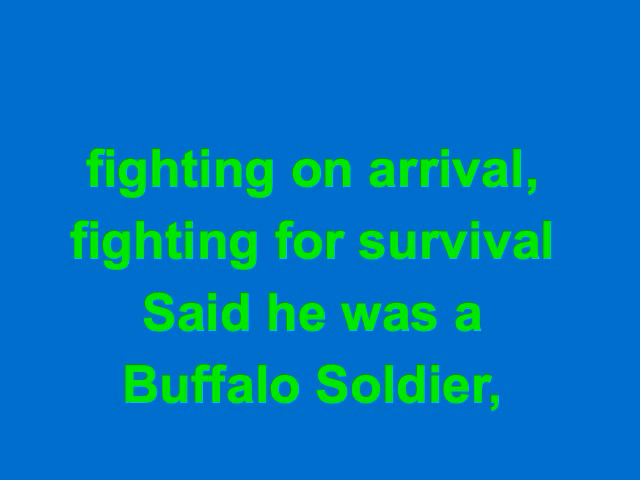 fighting on arrival,
fighting for survival
Said he was a
Buffalo Soldier,